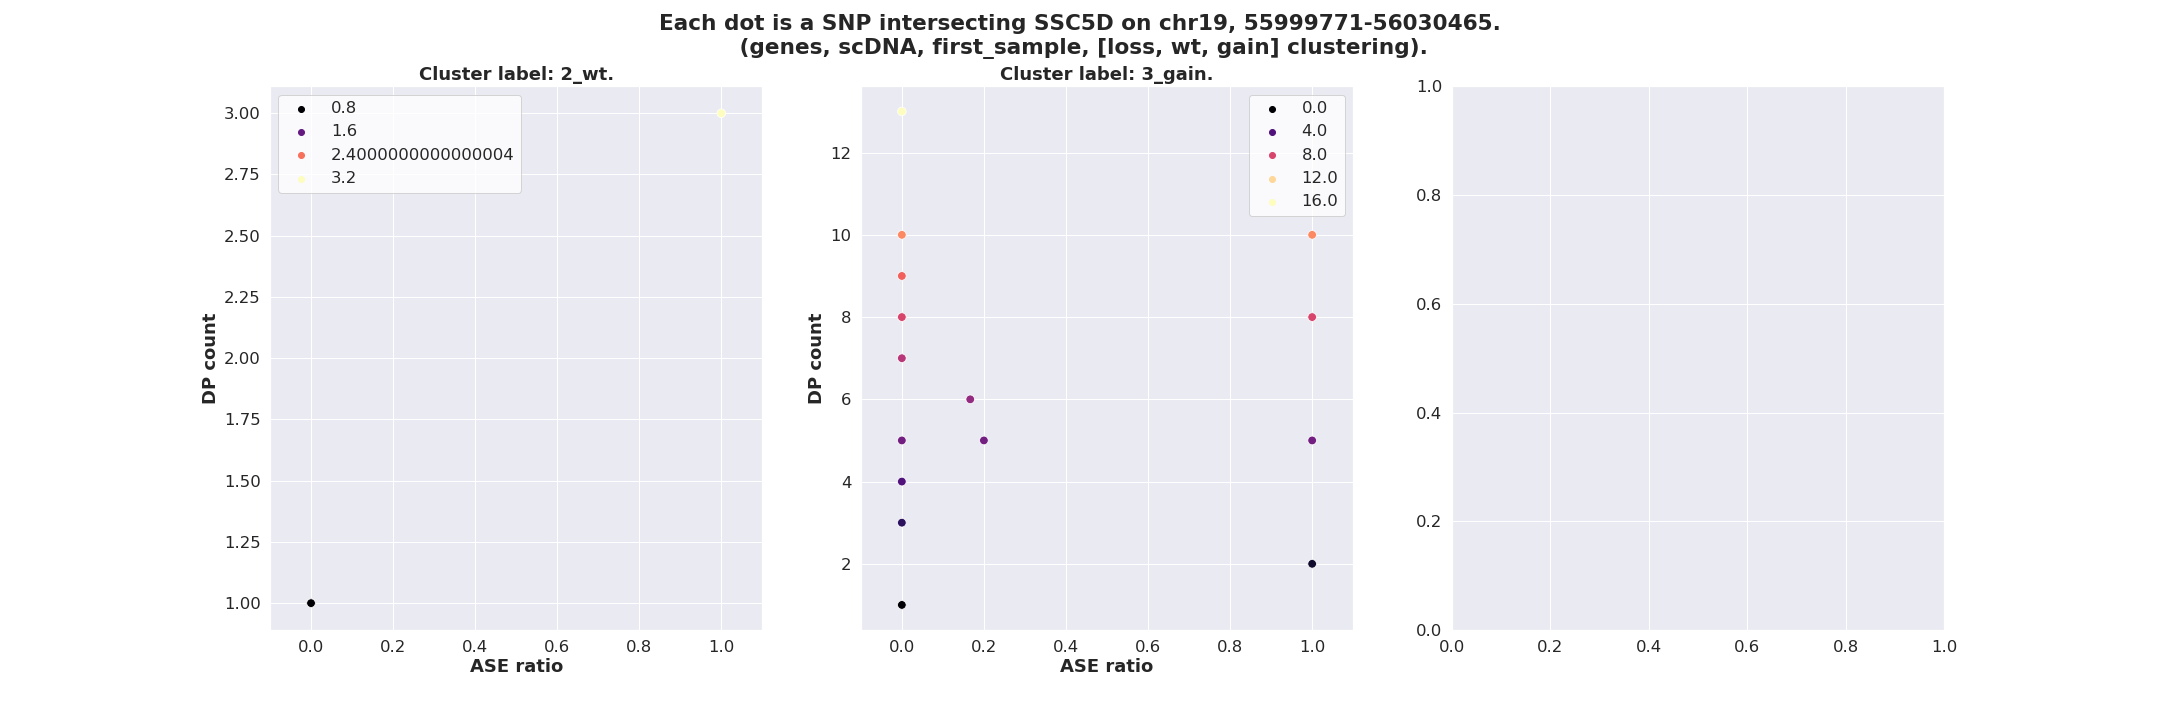 Each dot is a SNP intersecting SSC5D on chr19, 55999771-56030465.
(genes, scDNA, first_sample, [loss, wt, gain] clustering).
Cluster label: 2_wt.
3.00
2.75
2.50
2.25
2.00
1.75
1.50
1.25
1.00
DP count
0.8
1.6
2.4000000000000004
3.2
0.0 0.2 0.4 0.6 0.8 1.0
ASE ratio
Cluster label: 3_gain.
12
10
8
6
4
2
DP count
0.0
4.0
8.0
12.0
16.0
0.0 0.2 0.4 0.6 0.8 1.0
ASE ratio
1.0
0.8
0.6
0.4
0.2
0.0
0.0 0.2 0.4 0.6 0.8 1.0